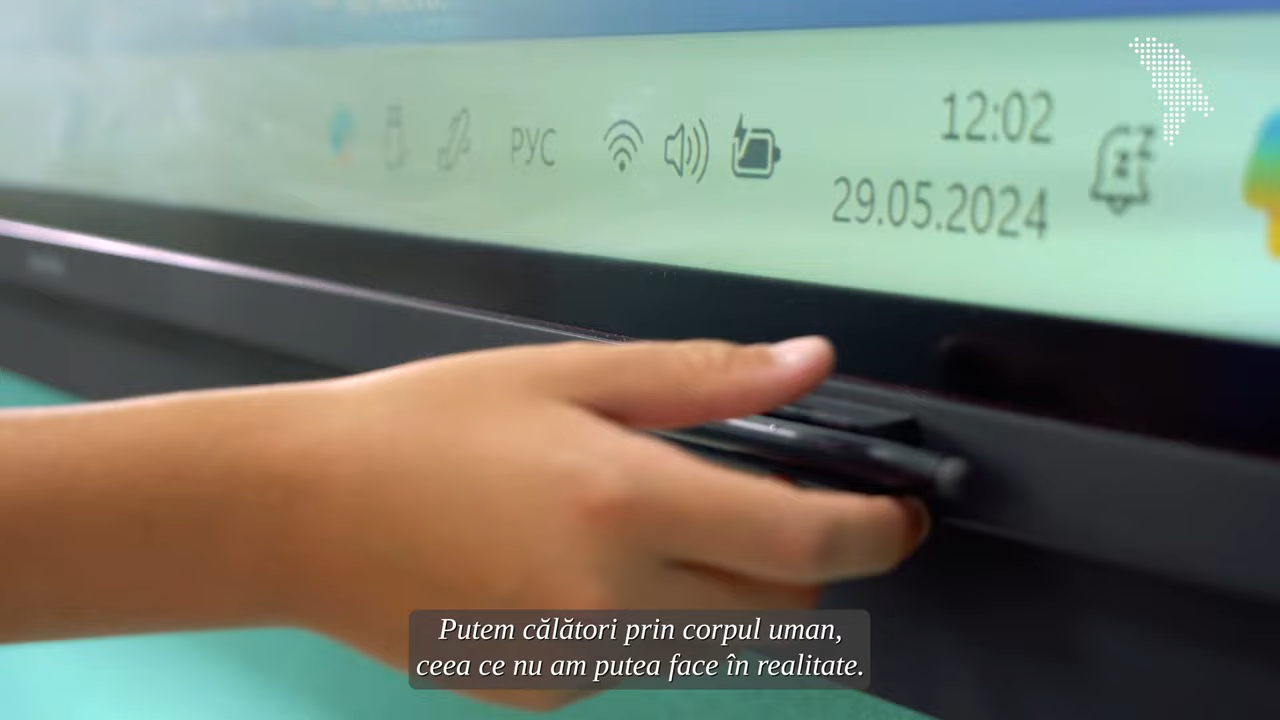 РУС
12:02
29.05.2024
Putem călători prin corpul uman,
ceea ce nu am putea face în realitate.